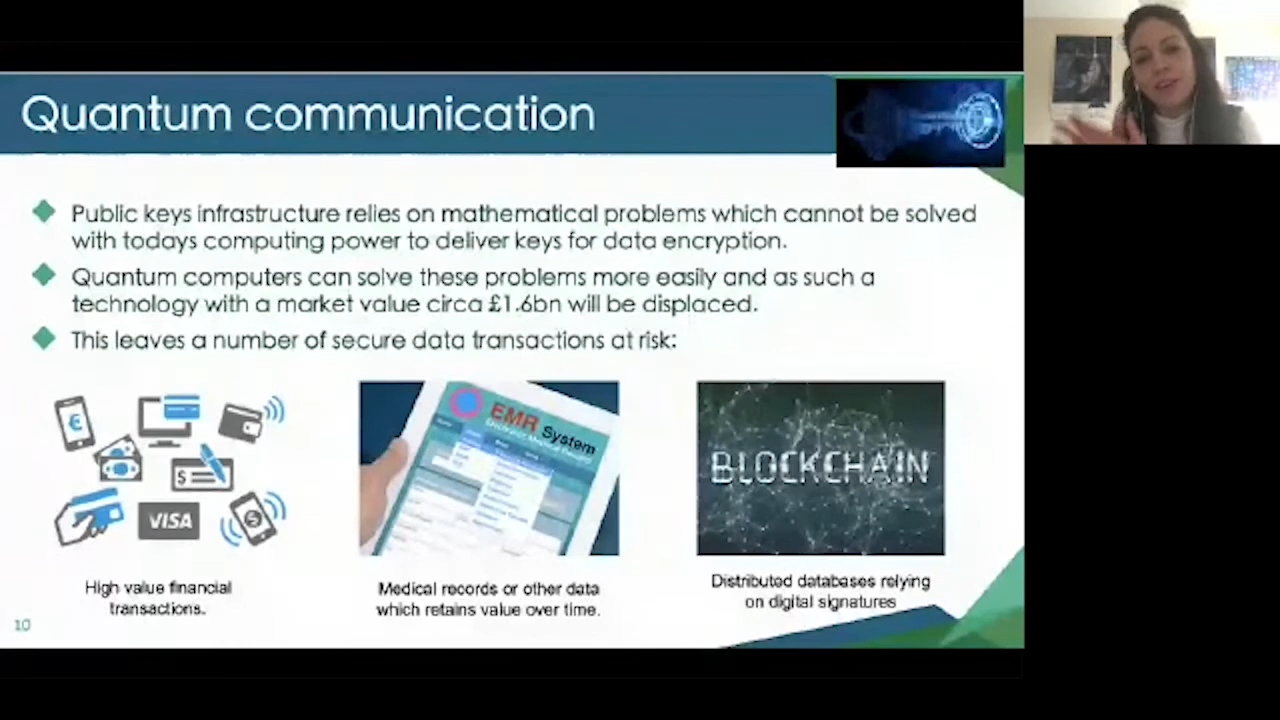 Quantum communication
Public keys infrastructure relies on mathematical problems which cannot be solved
with todays computing power to deliver keys for data encryption.
Quantum computers can solve these problems more easily and as such a
technology with a market value circa £1.6bn will be displaced.
This leaves a number of secure data transactions at risk:
€
$
VISA
EMR System
BLOCKCHAIN
High value financial
transactions.
Medical records or other data
which retains value over time.
Distributed databases relying
on digital signatures
10